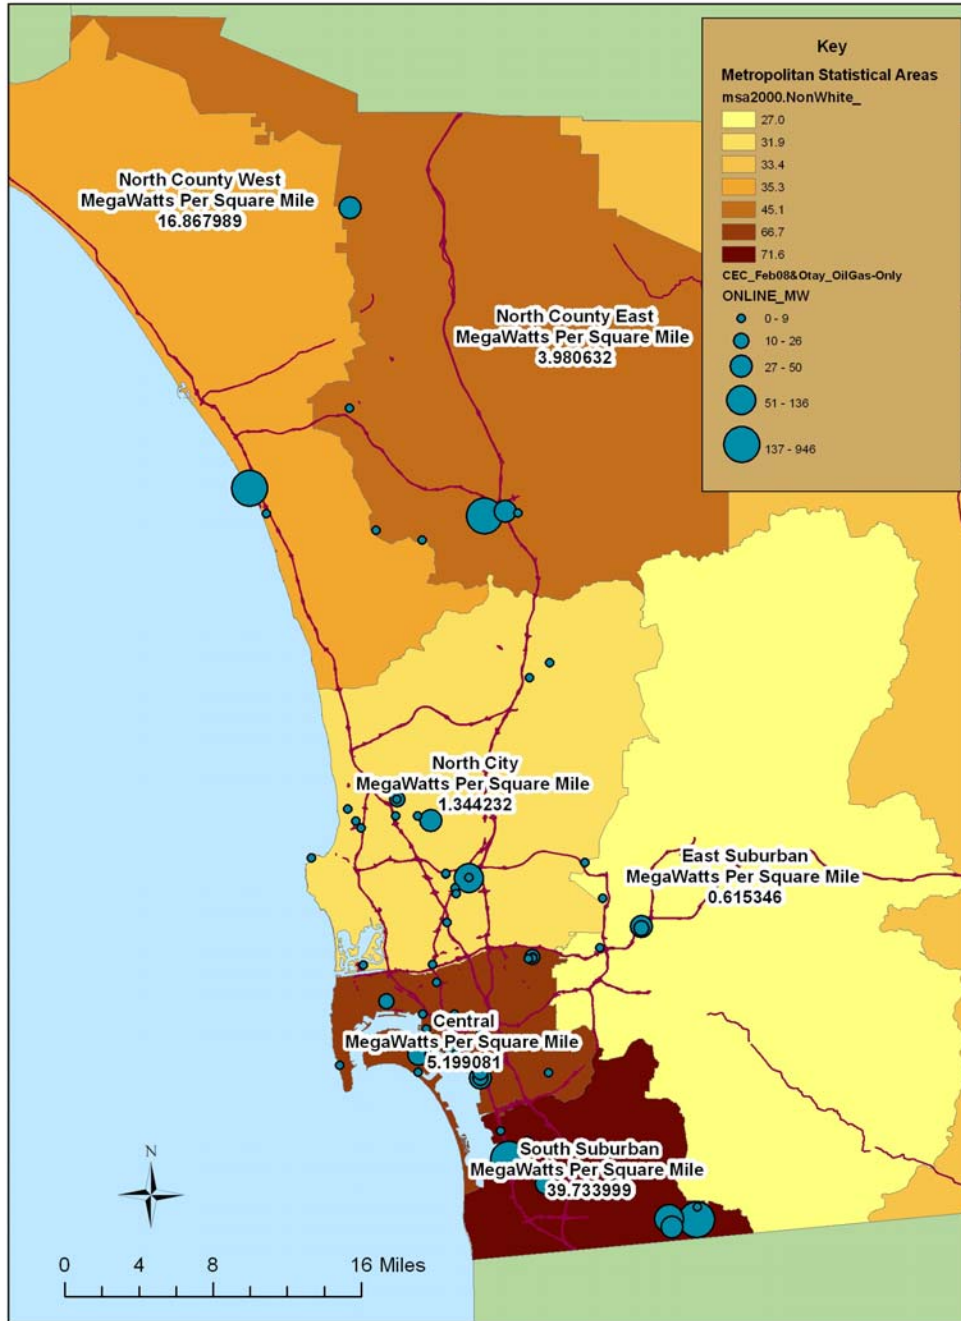 Key
Metropolitan Statistical Areas
msa2000.NonWhite_
27.0
31.9
33.4
35.3
45.1
66.7
71.6
CEC_Feb08&Otay_OilGas-Only
ONLINE_MW
0 - 9
10 - 26
27 - 50
51 - 136
137 - 946
North County West
MegaWatts Per Square Mile
16.867989
North County East
MegaWatts Per Square Mile
3.980632
North City
MegaWatts Per Square Mile
1.344232
East Suburban
MegaWatts Per Square Mile
0.615346
Central
MegaWatts Per Square Mile
5.199081
South Suburban
MegaWatts Per Square Mile
39.733999
N
0 4 8 16 Miles